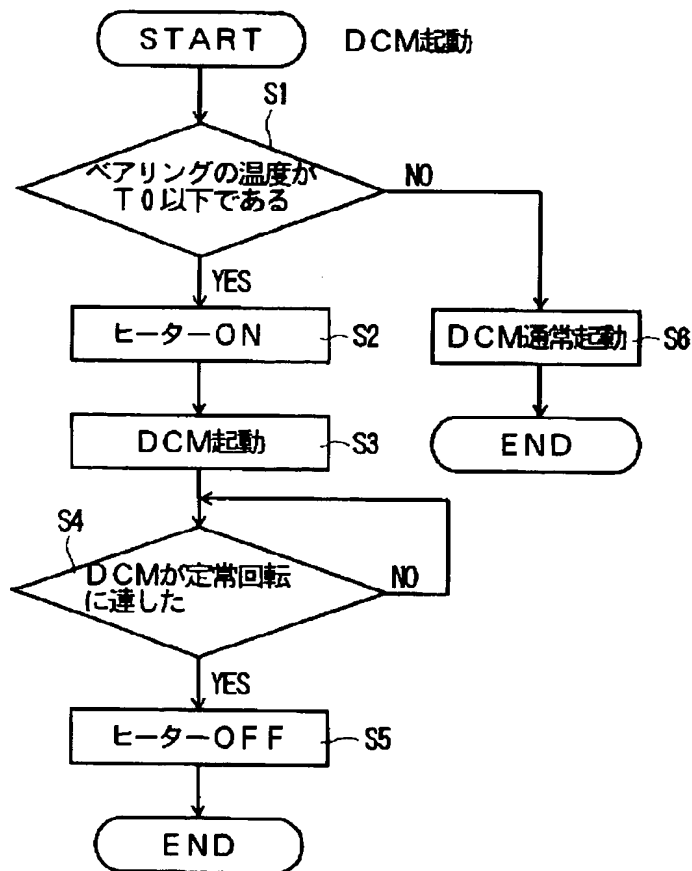 START
DCM起動
S1
ベアリングの温度が
T0以下である
NO
YES
ヒーターON
S2
DCM通常起動
S6
DCM起動
S3
END
S4
DCMが定常回転
に達した
NO
YES
ヒーターOFF
S5
END